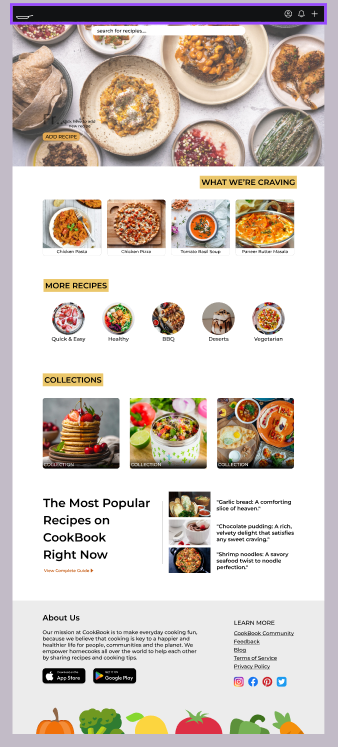 search for recipies...
to add
new recipe
ADD RECIPE
WHAT WE'RE CRAVING
Chicken Pasta
Chicken Pizza
Tomato Basil Soup
Paneer Butter Masala
MORE RECIPES
Quick & Easy
Healthy
BBQ
Deserts
Vegetarian
COLLECTIONS
COLLECTION
COLLECTION
COLLECTION
The Most Popular
Recipes on
CookBook
Right Now
View Complete Guide
"Garlic bread: A comforting
slice of heaven."
"Chocolate pudding: A rich,
velvety delight that satisfies
any sweet craving."
"Shrimp noodles: A savory
seafood twist to noodle
perfection."
About Us
Our mission at CookBook is to make everyday cooking fun,
because we believe that cooking is key to a happier and
healthier life for people, communities and the planet. We
empower homecooks all over the world to help each other
by sharing recipes and cooking tips.
App Store
Google Play
LEARN MORE
CookBook Community
Feedback
Blog
Terms of Service
Privacy Policy